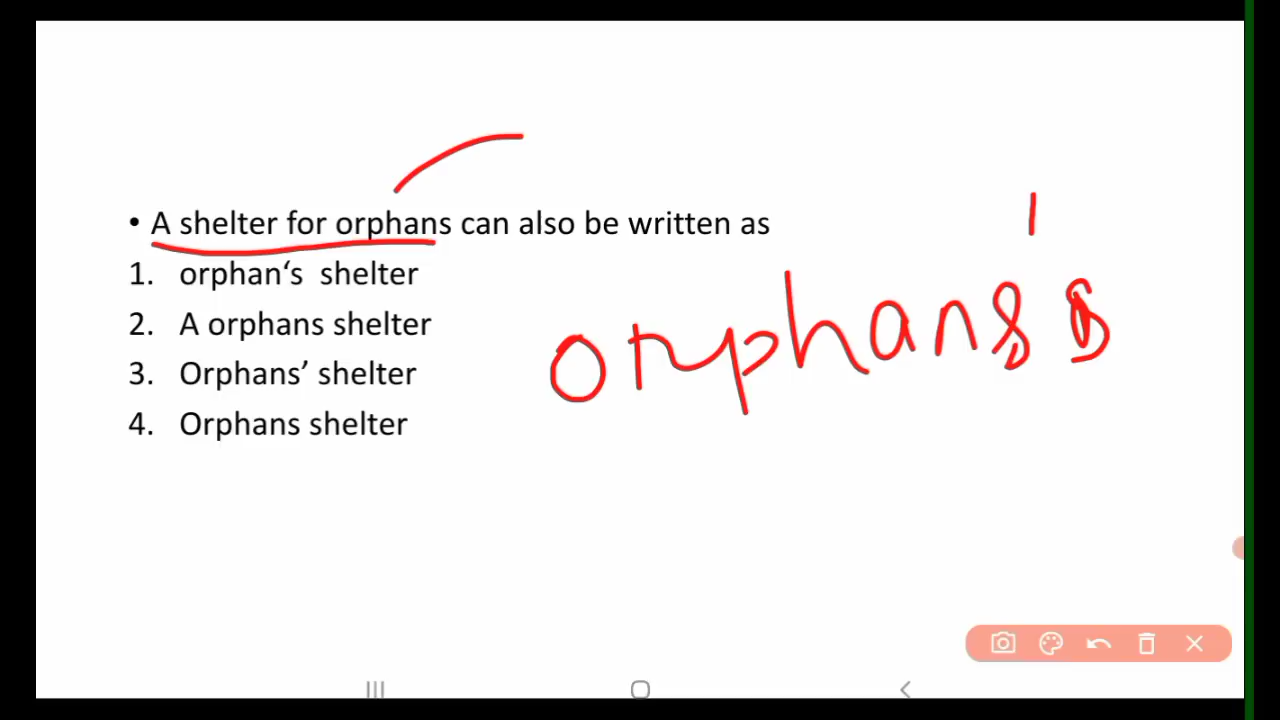 • A shelter for orphans can also be written as
1. orphan‘s shelter
2. A orphans shelter
3. Orphans’ shelter
4. Orphans shelter
orphans's